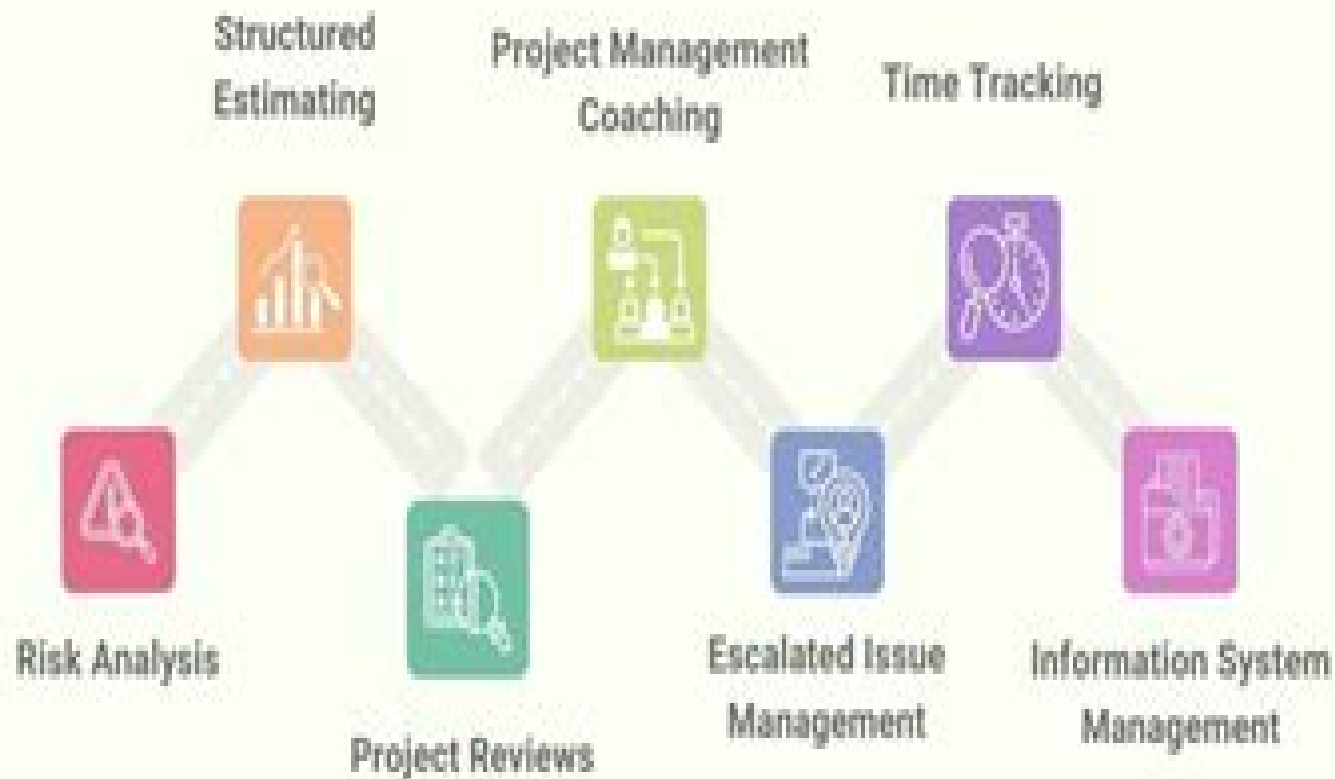 Structured
Estimating
Project Management
Coaching
Time Tracking
Risk Analysis
Project Reviews
Escalated Issue
Management
Information System
Management